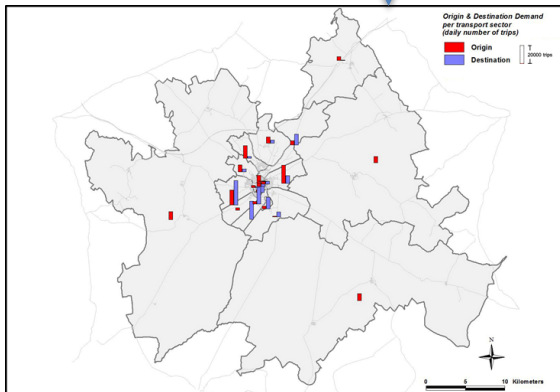 Origin & Destination Demand
per transport sector
(daily number of trips)
Origin
20000 trips
Destination
N
0 5 10 Kilometers